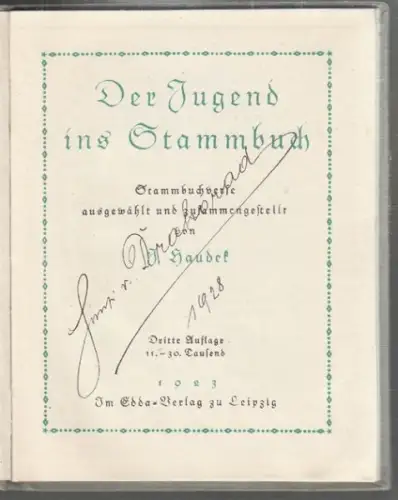 Der Jugend
ins Stammbuch
Stammbuchverse
ausgewählt und zusammengestellt
von
Haudek
v.
1928
Dritte Auflage
11.-30. Tausend
1923
Im Edda-Verlag zu Leipzig